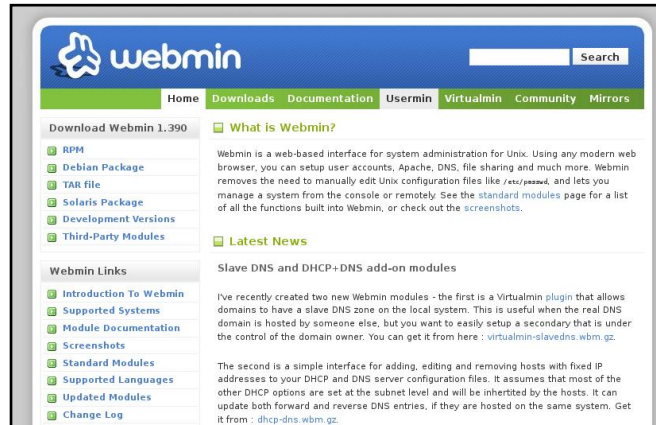 webmin
Search
Home Downloads Documentation Usermin Virtualmin Community Mirrors
Download Webmin 1.390
RPM
Debian Package
TAR file
Solaris Package
Development Versions
Third-Party Modules
Webmin Links
Introduction To Webmin
Supported Systems
Module Documentation
Screenshots
Standard Modules
Supported Languages
Updated Modules
Change Log
What is Webmin?
Webmin is a web-based interface for system administration for Unix. Using any modern web
browser, you can setup user accounts, Apache, DNS, file sharing and much more. Webmin
removes the need to manually edit Unix configuration files like /etc/passwd, and lets you
manage a system from the console or remotely. See the standard modules page for a list
of all the functions built into Webmin, or check out the screenshots.
Latest News
Slave DNS and DHCP+DNS add-on modules
I've recently created two new Webmin modules - the first is a Virtualmin plugin that allows
domains to have a slave DNS zone on the local system. This is useful when the real DNS
domain is hosted by someone else, but you want to easily setup a secondary that is under
the control of the domain owner. You can get it from here : virtualmin-slavedns.wbm.gz.
The second is a simple interface for adding, editing and removing hosts with fixed IP
addresses to your DHCP and DNS server configuration files. It assumes that most of the
other DHCP options are set at the subnet level and will be inhertited by the hosts. It can
update both forward and reverse DNS entries, if they are hosted on the same system. Get
it from : dhcp-dns.wbm.gz.